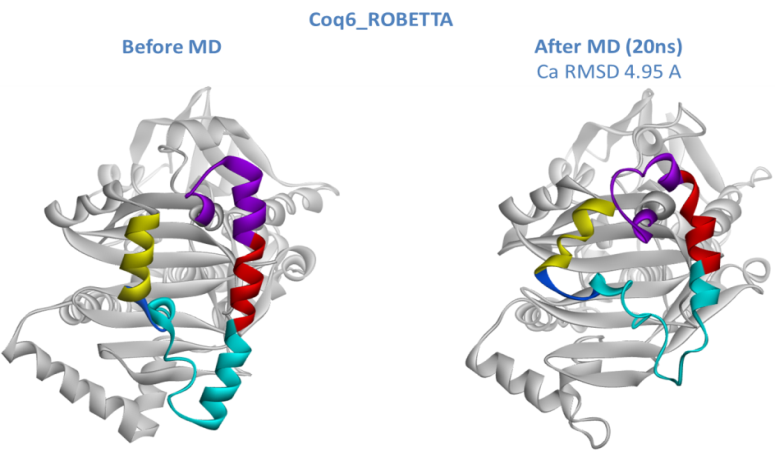 Coq6_ROBETTA
Before MD
After MD (20ns)
Ca RMSD 4.95 A